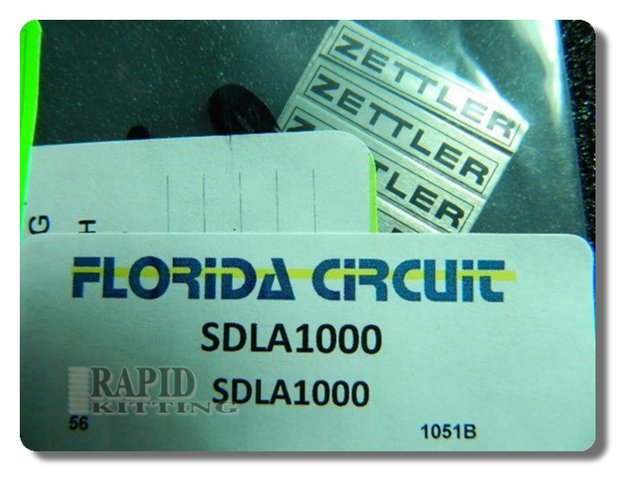 ZETTLER
ZETTLER
ZETTLER
G
H
FLORIDA CIRCUIT
SDLA1000
SDLA1000
RAPID
KITTING
56
1051B